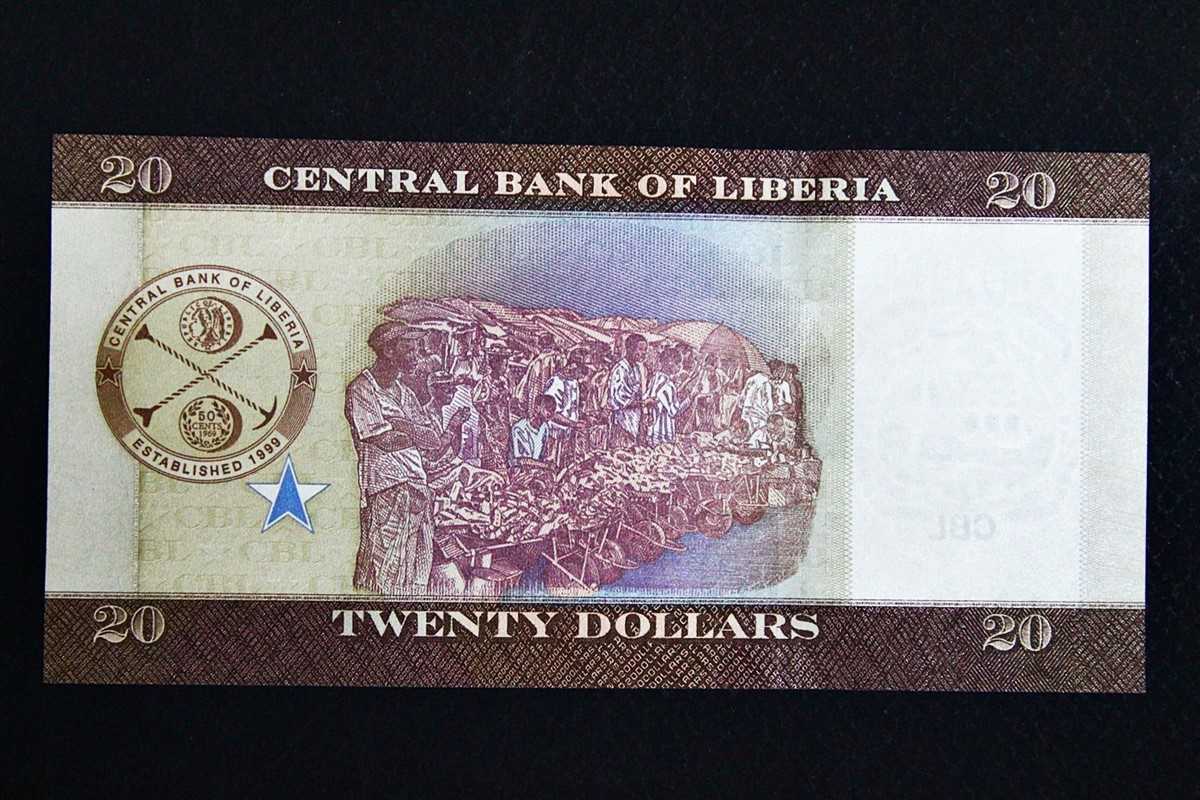 20 CENTRAL BANK OF LIBERIA 20
CENTRAL BANK OF LIBERIA
50
CENTS
ESTABLISHED 1999
CBL
CBL
20 TWENTY DOLLARS 20